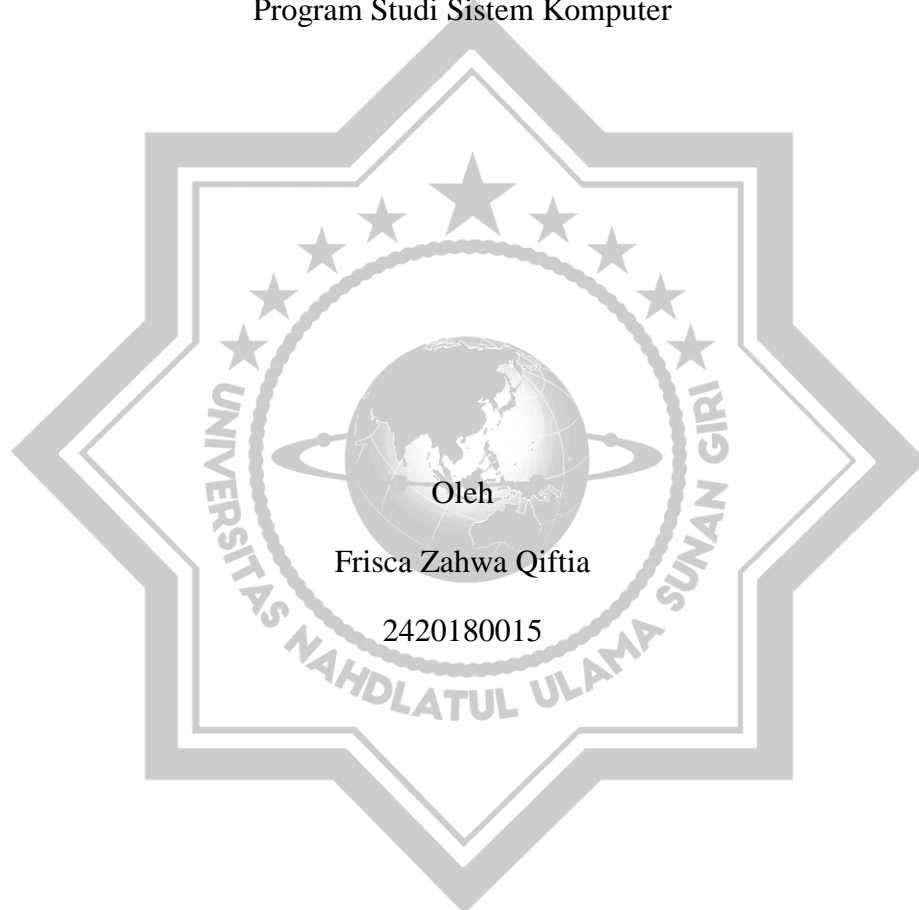 Program Studi Sistem Komputer
Oleh
Frisca Zahwa Qiftia
2420180015
UNIVERSITAS NAHDLATUL ULAMA SUNAN GIRI